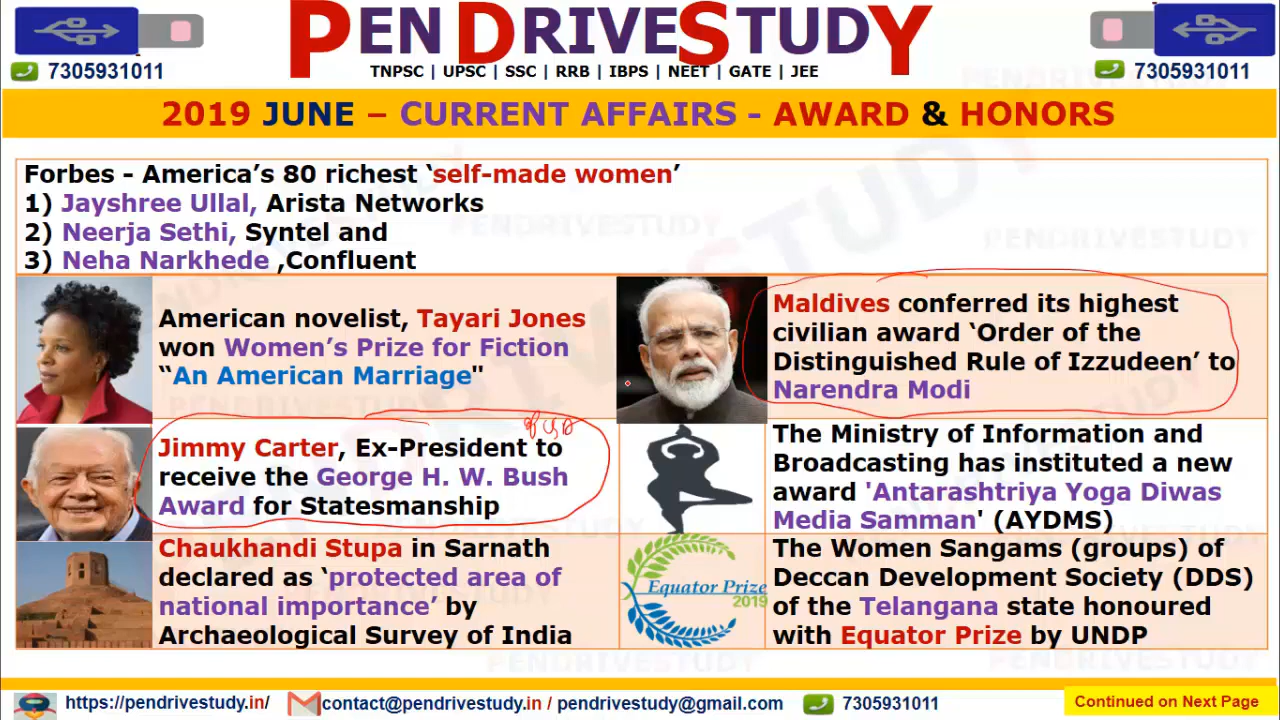 PENDRIVESTUDY
TNPSC | UPSC | SSC | RRB | IBPS | NEET | GATE | JEE
7305931011
7305931011
2019 JUNE – CURRENT AFFAIRS - AWARD & HONORS
Forbes - America's 80 richest ‘self-made women’
1) Jayshree Ullal, Arista Networks
2) Neerja Sethi, Syntel and
3) Neha Narkhede ,Confluent
American novelist, Tayari Jones
won Women's Prize for Fiction
“An American Marriage"
Maldives conferred its highest
civilian award ‘Order of the
Distinguished Rule of Izzudeen’ to
Narendra Modi
of USA
Jimmy Carter, Ex-President to
receive the George H. W. Bush
Award for Statesmanship
The Ministry of Information and
Broadcasting has instituted a new
award 'Antarashtriya Yoga Diwas
Media Samman' (AYDMS)
Chaukhandi Stupa in Sarnath
declared as ‘protected area of
national importance’ by
Archaeological Survey of India
Equator Prize
2019
The Women Sangams (groups) of
Deccan Development Society (DDS)
of the Telangana state honoured
with Equator Prize by UNDP
https://pendrivestudy.in/
contact@pendrivestudy.in / pendrivestudy@gmail.com
7305931011
Continued on Next Page